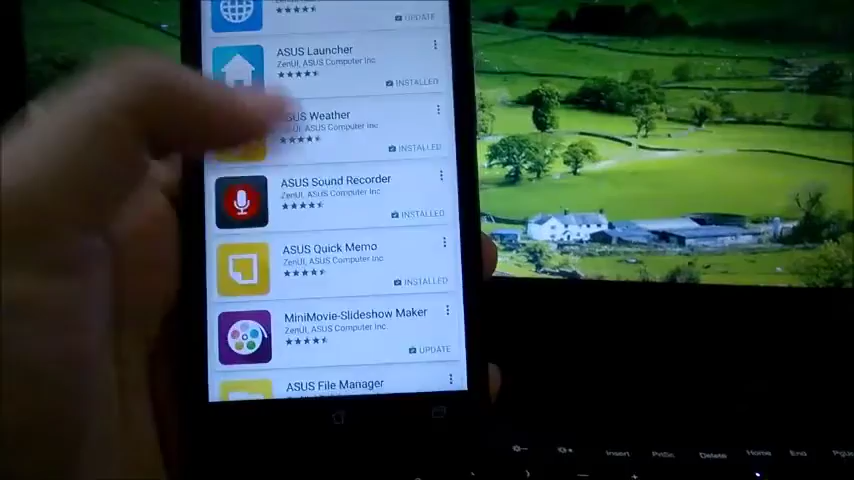 UPDATE
ASUS Launcher
ZenUI, ASUS Computer Inc.
INSTALLED
Weather
ZenUI, ASUS Computer Inc.
INSTALLED
ASUS Sound Recorder
ZenUI, ASUS Computer Inc.
INSTALLED
ASUS Quick Memo
ZenUI, ASUS Computer Inc.
INSTALLED
MiniMovie-Slideshow Maker
ZenUI, ASUS Computer Inc.
UPDATE
ASUS File Manager
Insert
PrtSc
Delete
Home
End